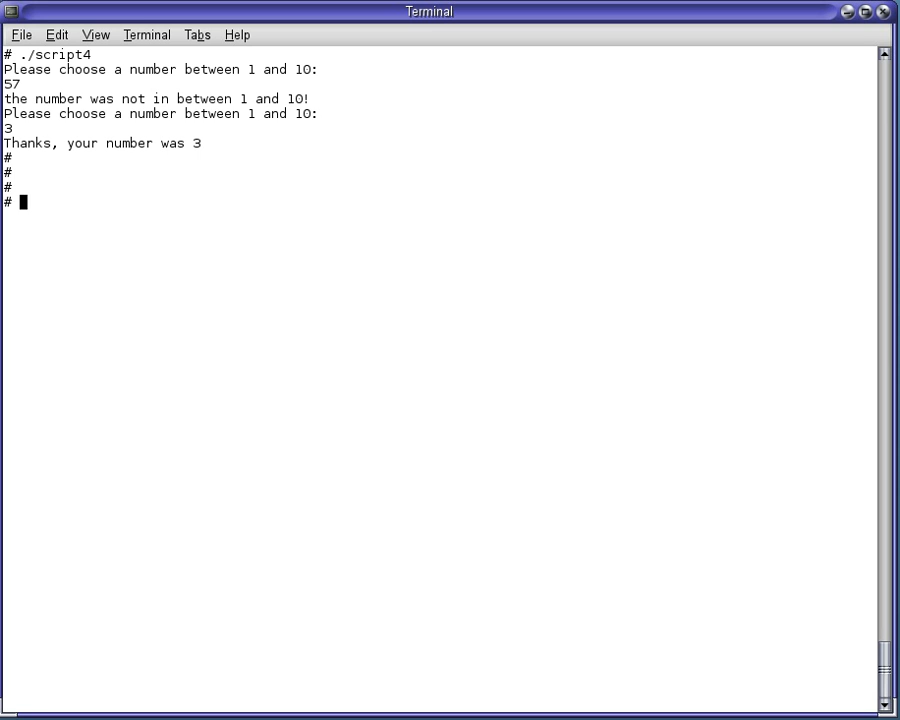 Terminal
File Edit View Terminal Tabs Help
# ./script4
Please choose a number between 1 and 10:
57
the number was not in between 1 and 10!
Please choose a number between 1 and 10:
3
Thanks, your number was 3
#
#
#
#